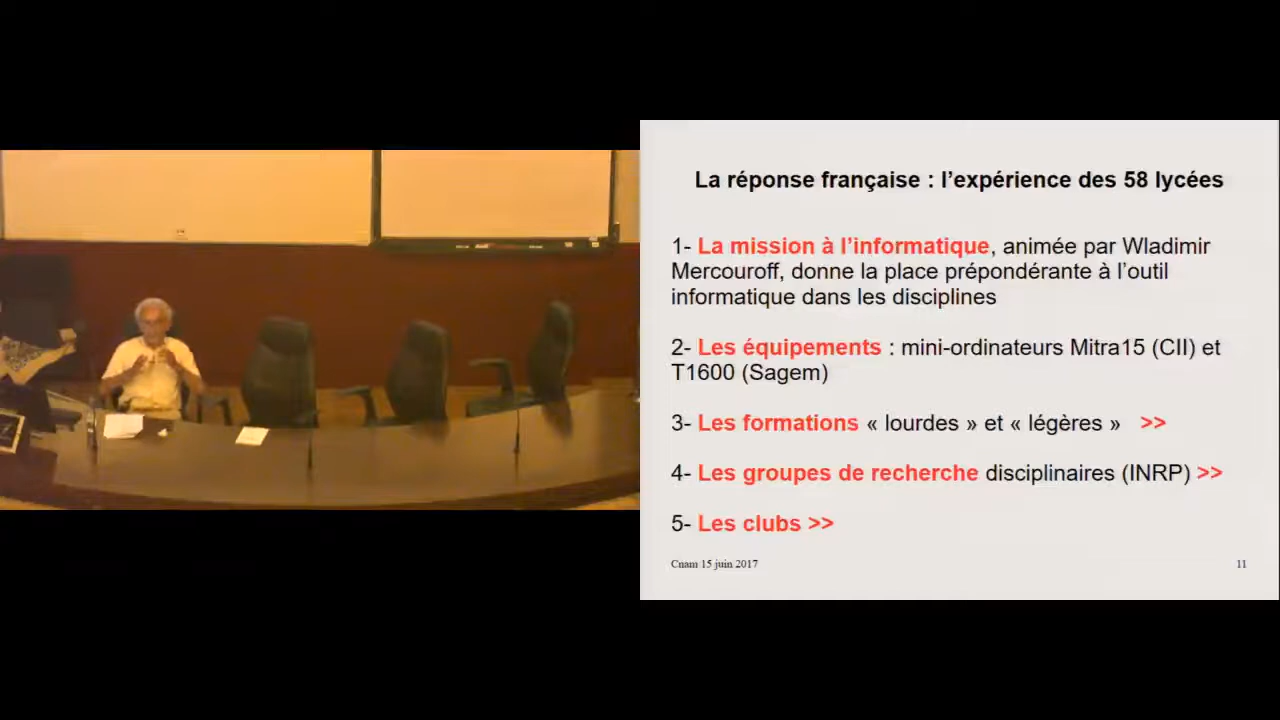 La réponse française : l’expérience des 58 lycées
1- La mission à l’informatique, animée par Wladimir
Mercouroff, donne la place prépondérante à l’outil
informatique dans les disciplines
2- Les équipements : mini-ordinateurs Mitra15 (CII) et
T1600 (Sagem)
3- Les formations « lourdes » et « légères » >>
4- Les groupes de recherche disciplinaires (INRP) >>
5- Les clubs >>
Cnam 15 juin 2017
11